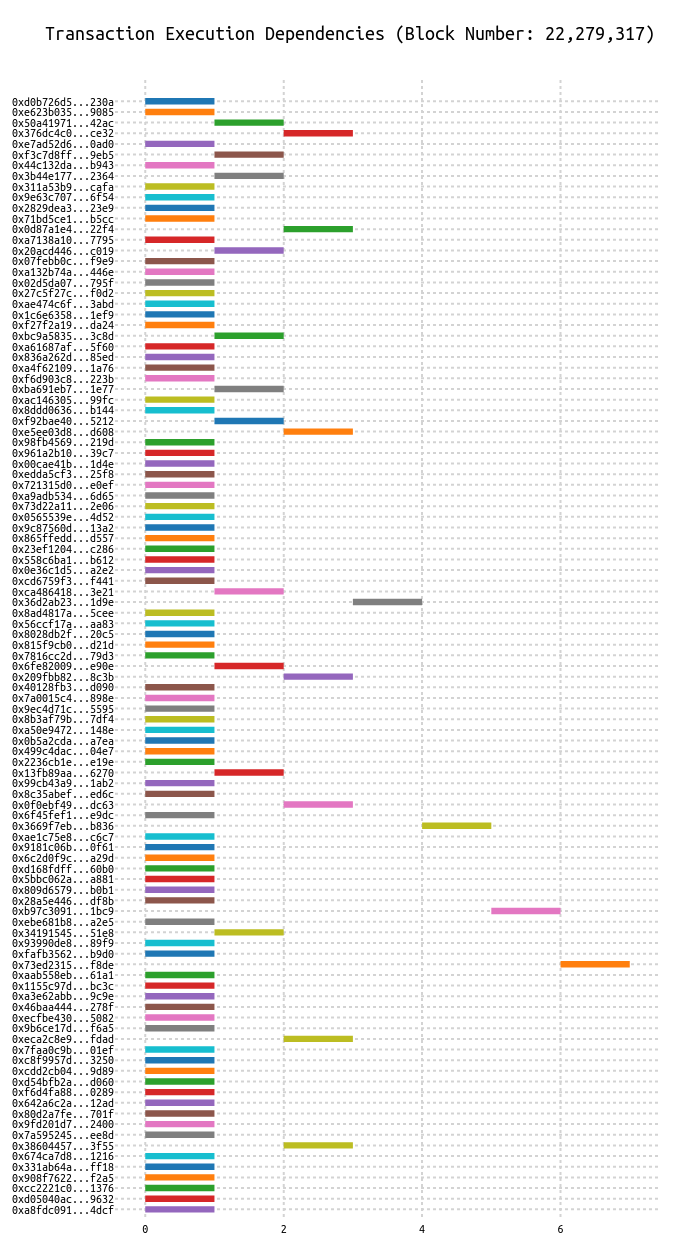 Transaction Execution Dependencies (Block Number: 22,279,317)
0xd0b726d5...230a
0xe623b035...9085
0x50a41971...42ac
0x376dc4c0...ce32
0xe7ad52d6...0ad0
0xf3c7d8ff...9eb5
0x44c132da...b943
0x3b44e177...2364
0x311a53b9...cafa
0x9e63c707...6f54
0x2829dea3...23e9
0x71bd5ce1...b5cc
0x0d87a1e4...22f4
0xa7138a10...7795
0x20acd446...c019
0x07febb0c...f9e9
0xa132b74a...446e
0x02d5da07...795f
0x27c5f27c...f0d2
0xae474c6f...3abd
0x1c6e6358...1ef9
0xf27f2a19...da24
0xbc9a5835...3c8d
0xa61687af...5f60
0x836a262d...85ed
0xa4f62109...1a76
0xf6d903c8...223b
0xba691eb7...1e77
0xac146305...99fc
0x8ddd0636...b144
0xf92bae40...5212
0xe5ee03d8...d608
0x98fb4569...219d
0x961a2b10...39c7
0x00cae41b...1d4e
0xedda5cf3...25f8
0x721315d0...e0ef
0xa9adb534...6d65
0x73d22a11...2e06
0x0565539e...4d52
0x9c87560d...13a2
0x865ffedd...d557
0x23ef1204...c286
0x558c6ba1...b612
0x0e36c1d5...a2e2
0xcd6759f3...f441
0xca486418...3e21
0x36d2ab23...1d9e
0x8ad4817a...5cee
0x56ccf17a...aa83
0x8028db2f...20c5
0x815f9cb0...d21d
0x7816cc2d...79d3
0x6fe82009...e90e
0x209fbb82...8c3b
0x40128fb3...d090
0x7a0015c4...898e
0x9ec4d71c...5595
0x8b3af79b...7df4
0xa50e9472...148e
0x0b5a2cda...a7ea
0x499c4dac...04e7
0x2236cb1e...e19e
0x13fb89aa...6270
0x99cb43a9...1ab2
0x8c35abef...ed6c
0x0f0ebf49...dc63
0x6f45fef1...e9dc
0x3669f7eb...b836
0xae1c75e8...c6c7
0x9181c06b...0f61
0x6c2d0f9c...a29d
0xd168fdff...60b0
0x5bbc062a...a881
0x809d6579...b0b1
0x28a5e446...df8b
0xb97c3091...1bc9
0xebe681b8...a2e5
0x34191545...51e8
0x93990de8...89f9
0xfafb3562...b9d0
0x73ed2315...f8de
0xaab558eb...61a1
0x1155c97d...bc3c
0xa3e62abb...9c9e
0x46baa444...278f
0xecfbe430...5082
0x9b6ce17d...f6a5
0xeca2c8e9...fdad
0x7faa0c9b...01ef
0xc8f9957d...3250
0xcdd2cb04...9d89
0xd54bfb2a...d060
0xf6d4fa88...0289
0x642a6c2a...12ad
0x80d2a7fe...701f
0x9fd201d7...2400
0x7a595245...ee8d
0x38604457...3f55
0x674ca7d8...1216
0x331ab64a...ff18
0x908f7622...f2a5
0xcc2221c0...1376
0xd05040ac...9632
0xa8fdc091...4dcf
0 2 4 6